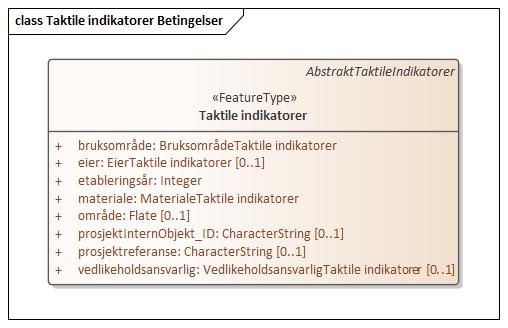 class Taktile indikatorer Betingelser
AbstraktTaktileIndikatorer
«FeatureType»
Taktile indikatorer
+ bruksområde: BruksområdeTaktile indikatorer
+ eier: EierTaktile indikatorer [0..1]
+ etableringsår: Integer
+ materiale: MaterialeTaktile indikatorer
+ område: Flate [0..1]
+ prosjektInternObjekt_ID: CharacterString [0..1]
+ prosjektreferanse: CharacterString [0..1]
+ vedlikeholdsansvarlig: VedlikeholdsansvarligTaktile indikatorer [0..1]